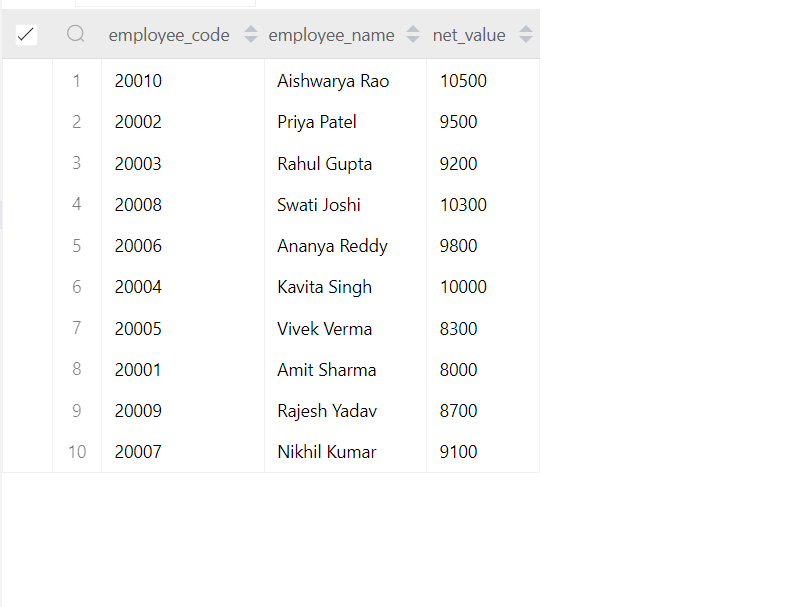 employee_code employee_name net_value
1 20010 Aishwarya Rao 10500
2 20002 Priya Patel 9500
3 20003 Rahul Gupta 9200
4 20008 Swati Joshi 10300
5 20006 Ananya Reddy 9800
6 20004 Kavita Singh 10000
7 20005 Vivek Verma 8300
8 20001 Amit Sharma 8000
9 20009 Rajesh Yadav 8700
10 20007 Nikhil Kumar 9100